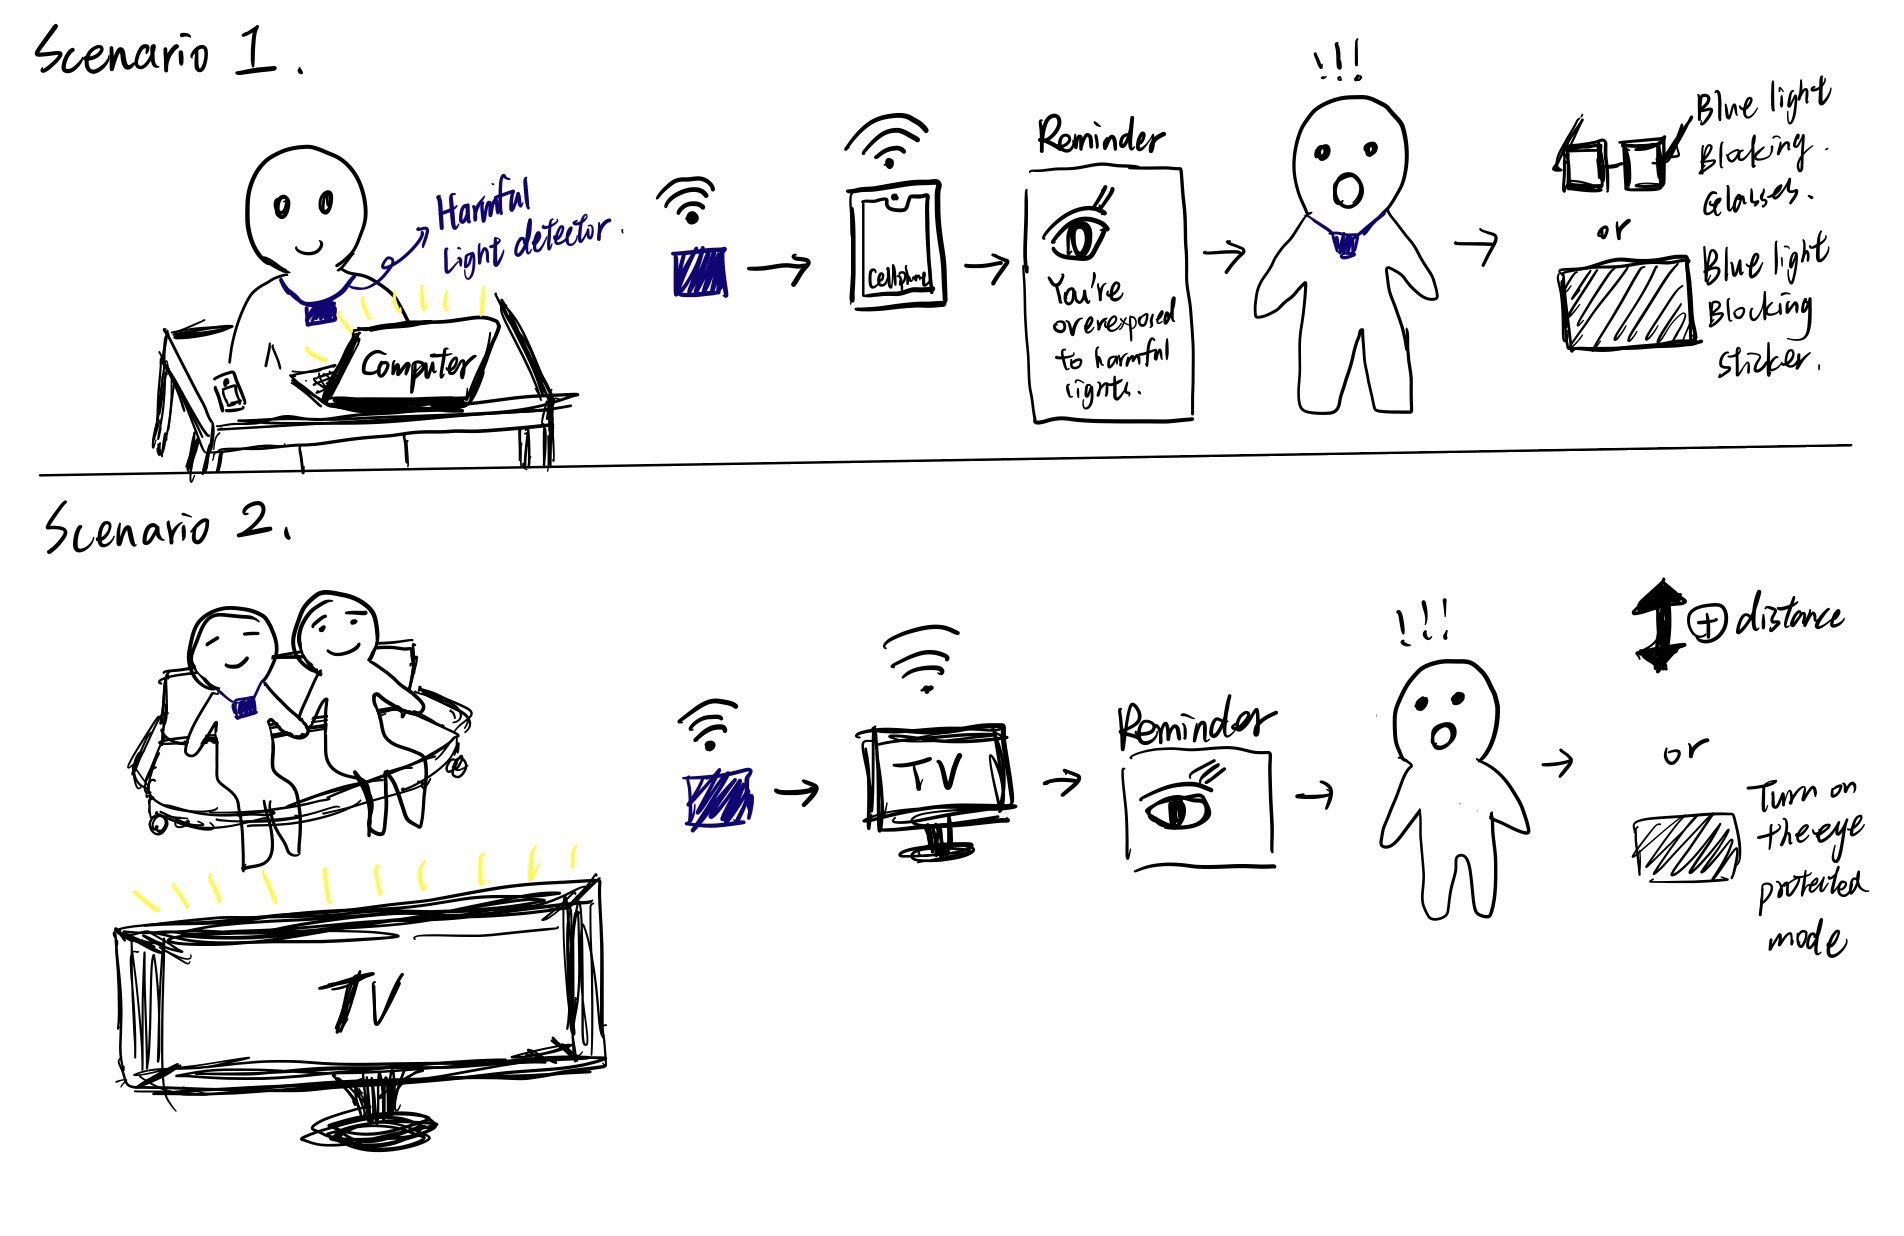 Scenario 1.
Harmful
Light detector.
Computer
Cellphone
Reminder
You're
overexposed
to harmful
lights.
!!!
Blue light
Blocking.
Glasses.
or
Blue light
Blocking
sticker.
Scenario 2.
TV
TV
Reminder
!!!
+ distance
or
Turn on
the eye
protected
mode